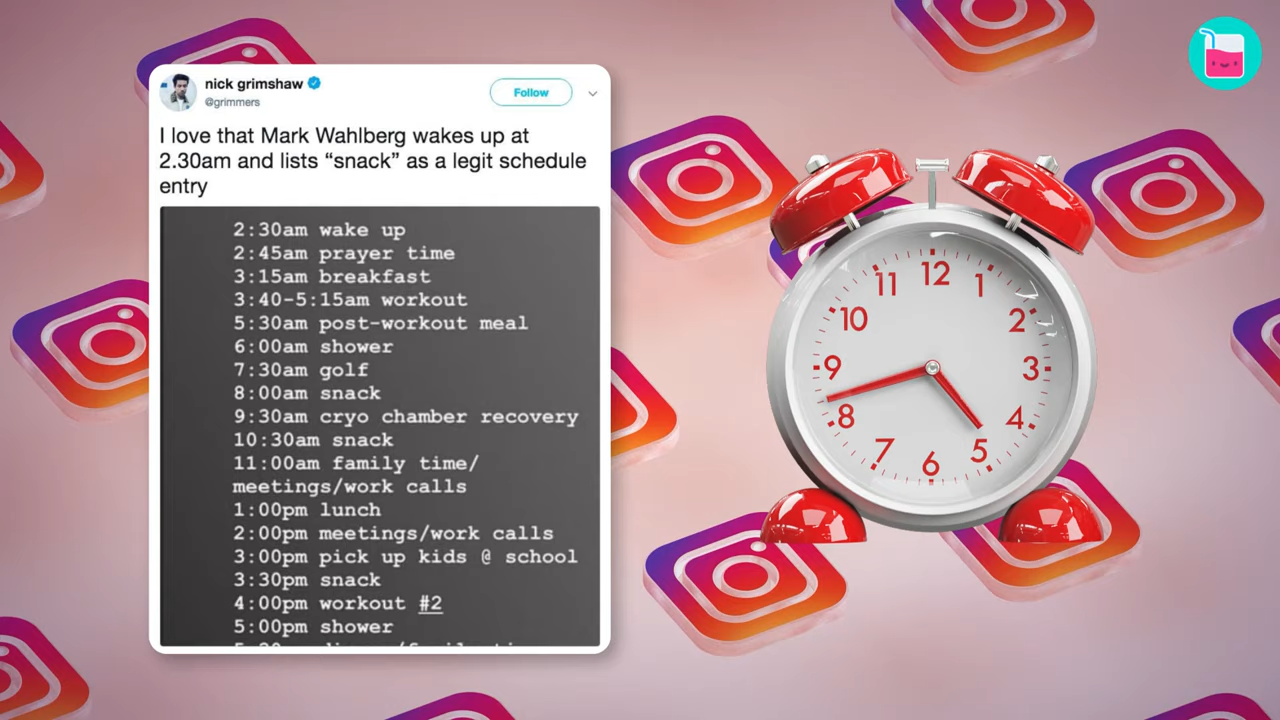 nick grimshaw
@grimmers
Follow
I love that Mark Wahlberg wakes up at
2.30am and lists “snack” as a legit schedule
entry
2:30am wake up
2:45am prayer time
3:15am breakfast
3:40-5:15am workout
5:30am post-workout meal
6:00am shower
7:30am golf
8:00am snack
9:30am cryo chamber recovery
10:30am snack
11:00am family time/
meetings/work calls
1:00pm lunch
2:00pm meetings/work calls
3:00pm pick up kids @ school
3:30pm snack
4:00pm workout #2
5:00pm shower
12
1
2
3
4
5
6
7
8
9
10
11